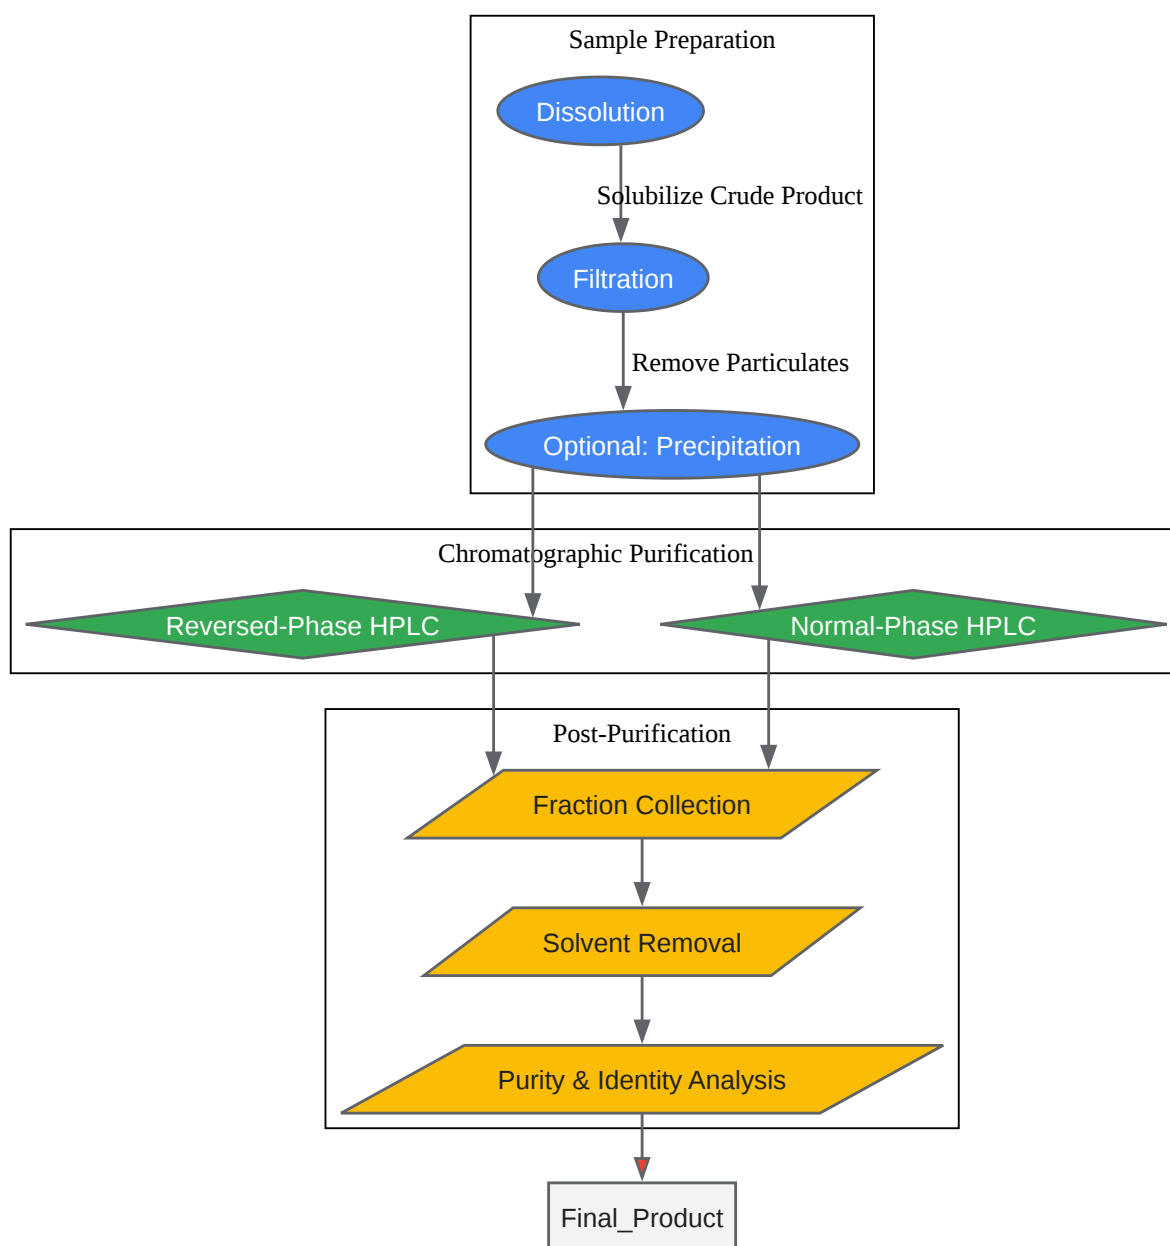 Sample Preparation
Dissolution
Solubilize Crude Product
Filtration
Remove Particulates
Optional: Precipitation
Chromatographic Purification
Reversed-Phase HPLC
Normal-Phase HPLC
Post-Purification
Fraction Collection
Solvent Removal
Purity & Identity Analysis
Final_Product